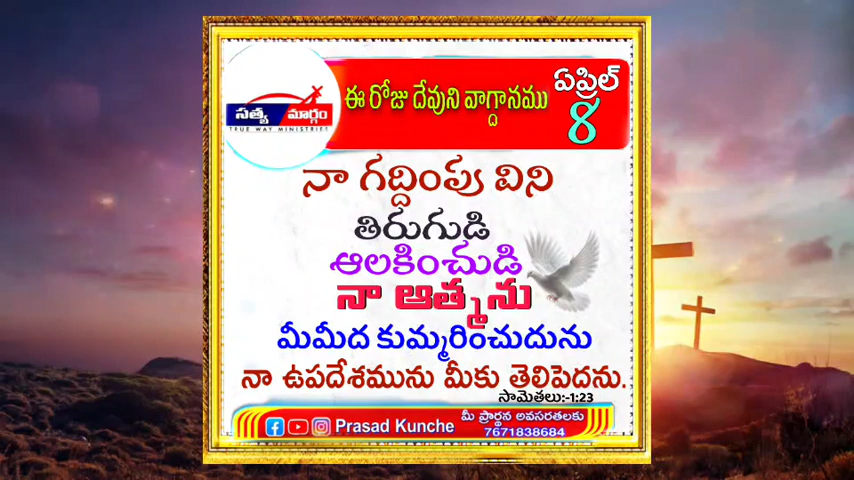 ఈ రోజు దేవుని వాగ్దానము
ఏప్రిల్
8
సత్య మార్గం
TRUE WAY MINISTRIET
నా గద్దింపు విని
తిరుగుడి
ఆలకించుడి
నా ఆత్మను
మీమీద కుమ్మరించుదును
నా ఉపదేశమును మీకు తెలిపెదను.
సామెతలు:-1:23
Prasad Kunche
మీ ప్రార్థన అవసరతలకు
7671838684